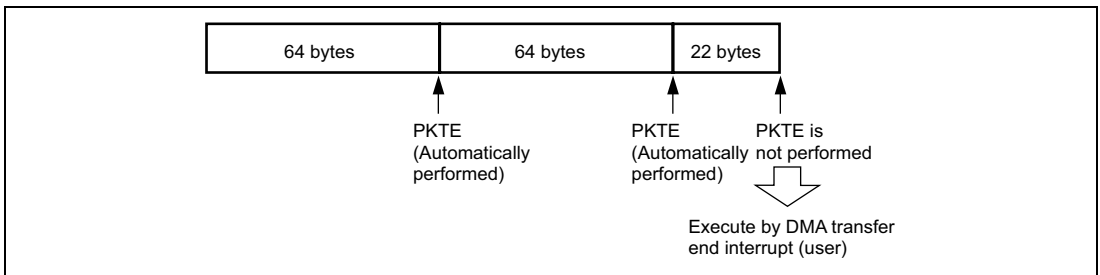 64 bytes
64 bytes
22 bytes
PKTE
(Automatically
performed)
PKTE
(Automatically
performed)
PKTE is
not performed
Execute by DMA transfer
end interrupt (user)